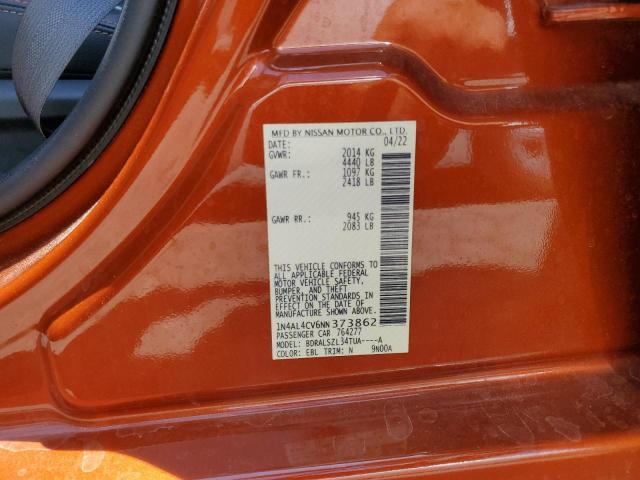 MFD BY NISSAN MOTOR CO., LTD.
DATE: 04/22
GVWR: 2014 KG
4440 LB
GAWR FR.: 1097 KG
2418 LB
GAWR RR.: 945 KG
2083 LB
THIS VEHICLE CONFORMS TO
ALL APPLICABLE FEDERAL
MOTOR VEHICLE SAFETY,
BUMPER, AND THEFT
PREVENTION STANDARDS IN
EFFECT ON THE DATE OF
MANUFACTURE SHOWN ABOVE.
1N4AL4CV6NN373862
PASSENGER CAR 764277
MODEL: BDRALSZL34TUA----A
COLOR: EBL TRIM: N 9N00A